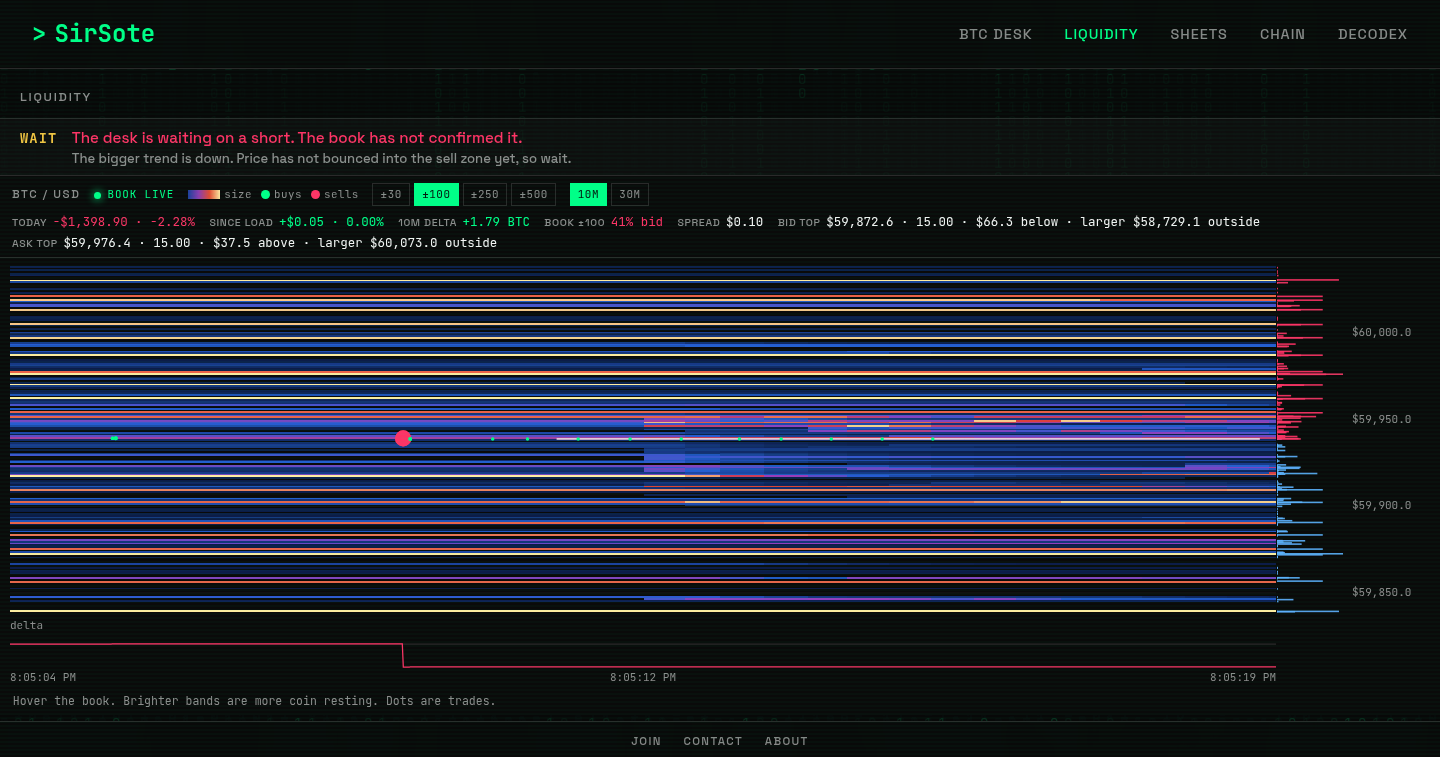 > SirSote
BTC DESK LIQUIDITY SHEETS CHAIN DECODEX
LIQUIDITY
WAIT The desk is waiting on a short. The book has not confirmed it.
The bigger trend is down. Price has not bounced into the sell zone yet, so wait.
BTC / USD BOOK LIVE size buys sells ±30 ±100 ±250 ±500 10M 30M
TODAY -$1,398.90 · -2.28% SINCE LOAD +$0.05 · 0.00% 10M DELTA +1.79 BTC BOOK ±100 41% bid SPREAD $0.10 BID TOP $59,872.6 · 15.00 · $66.3 below · larger $58,729.1 outside
ASK TOP $59,976.4 · 15.00 · $37.5 above · larger $60,073.0 outside
$60,000.0
$59,950.0
$59,900.0
$59,850.0
delta
8:05:04 PM 8:05:12 PM 8:05:19 PM
Hover the book. Brighter bands are more coin resting. Dots are trades.
JOIN CONTACT ABOUT